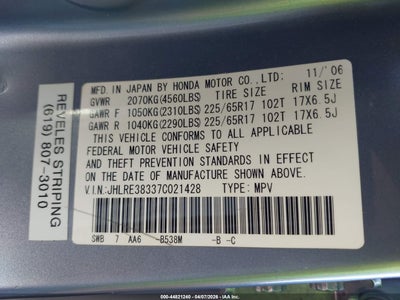 MFD. IN JAPAN BY HONDA MOTOR CO., LTD: 11/'06
GVWR 2070KG(4560LBS) TIRE SIZE RIM SIZE
GAWR F 1050KG(2310LBS) 225/65R17 102T 17X6.5J
GAWR R 1040KG(2290LBS) 225/65R17 102T 17X6.5J
THIS VEHICLE CONFORMS TO ALL APPLICABLE
FEDERAL MOTOR VEHICLE SAFETY
AND THEFT PREVENTION STANDARDS IN EFFECT
ON THE DATE OF MANUFACTURE SHOWN ABOVE.
V.I.N:JHLRE38337C021428 TYPE: MPV
SWB 7 AA6 -B538M -B -C
REVELES STRIPING
(619) 807-3010
000-44821240 - 04/07/2026 - IAA Inc.